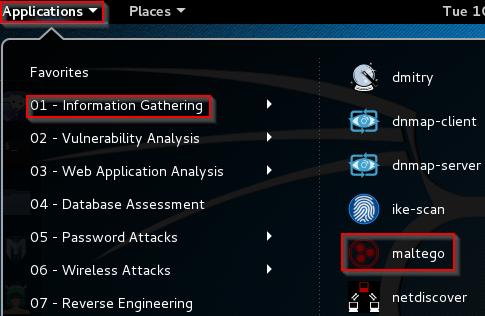 Applications Places Tue 10
Favorites
01 - Information Gathering
02 - Vulnerability Analysis
03 - Web Application Analysis
04 - Database Assessment
05 - Password Attacks
06 - Wireless Attacks
07 - Reverse Engineering
dmitry
dnmap-client
dnmap-server
ike-scan
maltego
netdiscover